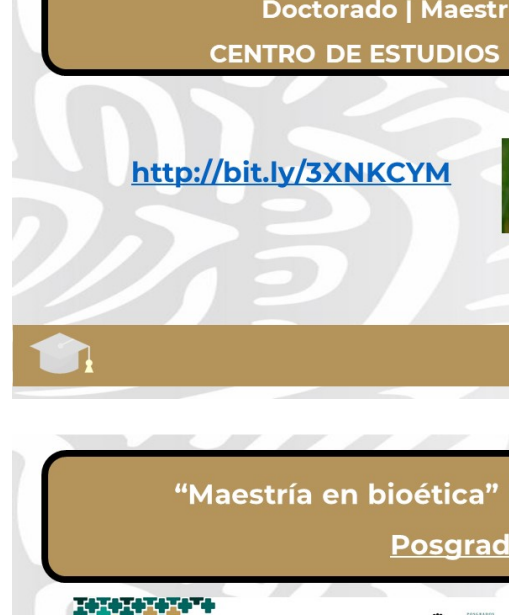 Doctorado | Maestr
CENTRO DE ESTUDIOS
http://bit.ly/3XNKCYM
“Maestría en bioética”
Posgrad